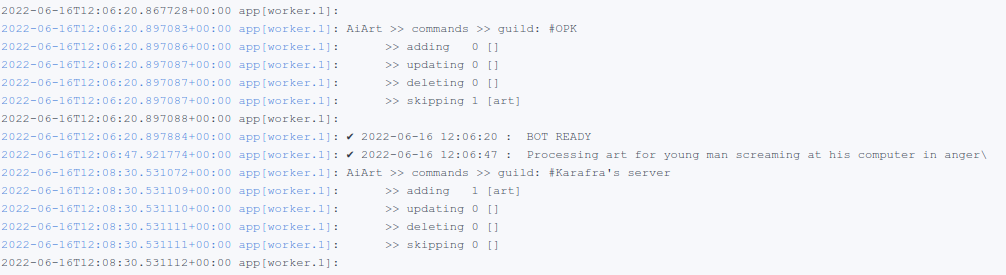 2022-06-16T12:06:20.867728+00:00 app[worker.1]:
2022-06-16T12:06:20.897083+00:00 app[worker.1]: AiArt >> commands >> guild: #OPK
2022-06-16T12:06:20.897086+00:00 app[worker.1]:       >> adding   0 []
2022-06-16T12:06:20.897087+00:00 app[worker.1]:       >> updating 0 []
2022-06-16T12:06:20.897087+00:00 app[worker.1]:       >> deleting 0 []
2022-06-16T12:06:20.897087+00:00 app[worker.1]:       >> skipping 1 [art]
2022-06-16T12:06:20.897088+00:00 app[worker.1]:
2022-06-16T12:06:20.897884+00:00 app[worker.1]: ✔ 2022-06-16 12:06:20 :  BOT READY
2022-06-16T12:06:47.921774+00:00 app[worker.1]: ✔ 2022-06-16 12:06:47 :  Processing art for young man screaming at his computer in anger\
2022-06-16T12:08:30.531072+00:00 app[worker.1]: AiArt >> commands >> guild: #Karafra's server
2022-06-16T12:08:30.531109+00:00 app[worker.1]:       >> adding   1 [art]
2022-06-16T12:08:30.531110+00:00 app[worker.1]:       >> updating 0 []
2022-06-16T12:08:30.531111+00:00 app[worker.1]:       >> deleting 0 []
2022-06-16T12:08:30.531111+00:00 app[worker.1]:       >> skipping 0 []
2022-06-16T12:08:30.531112+00:00 app[worker.1]: